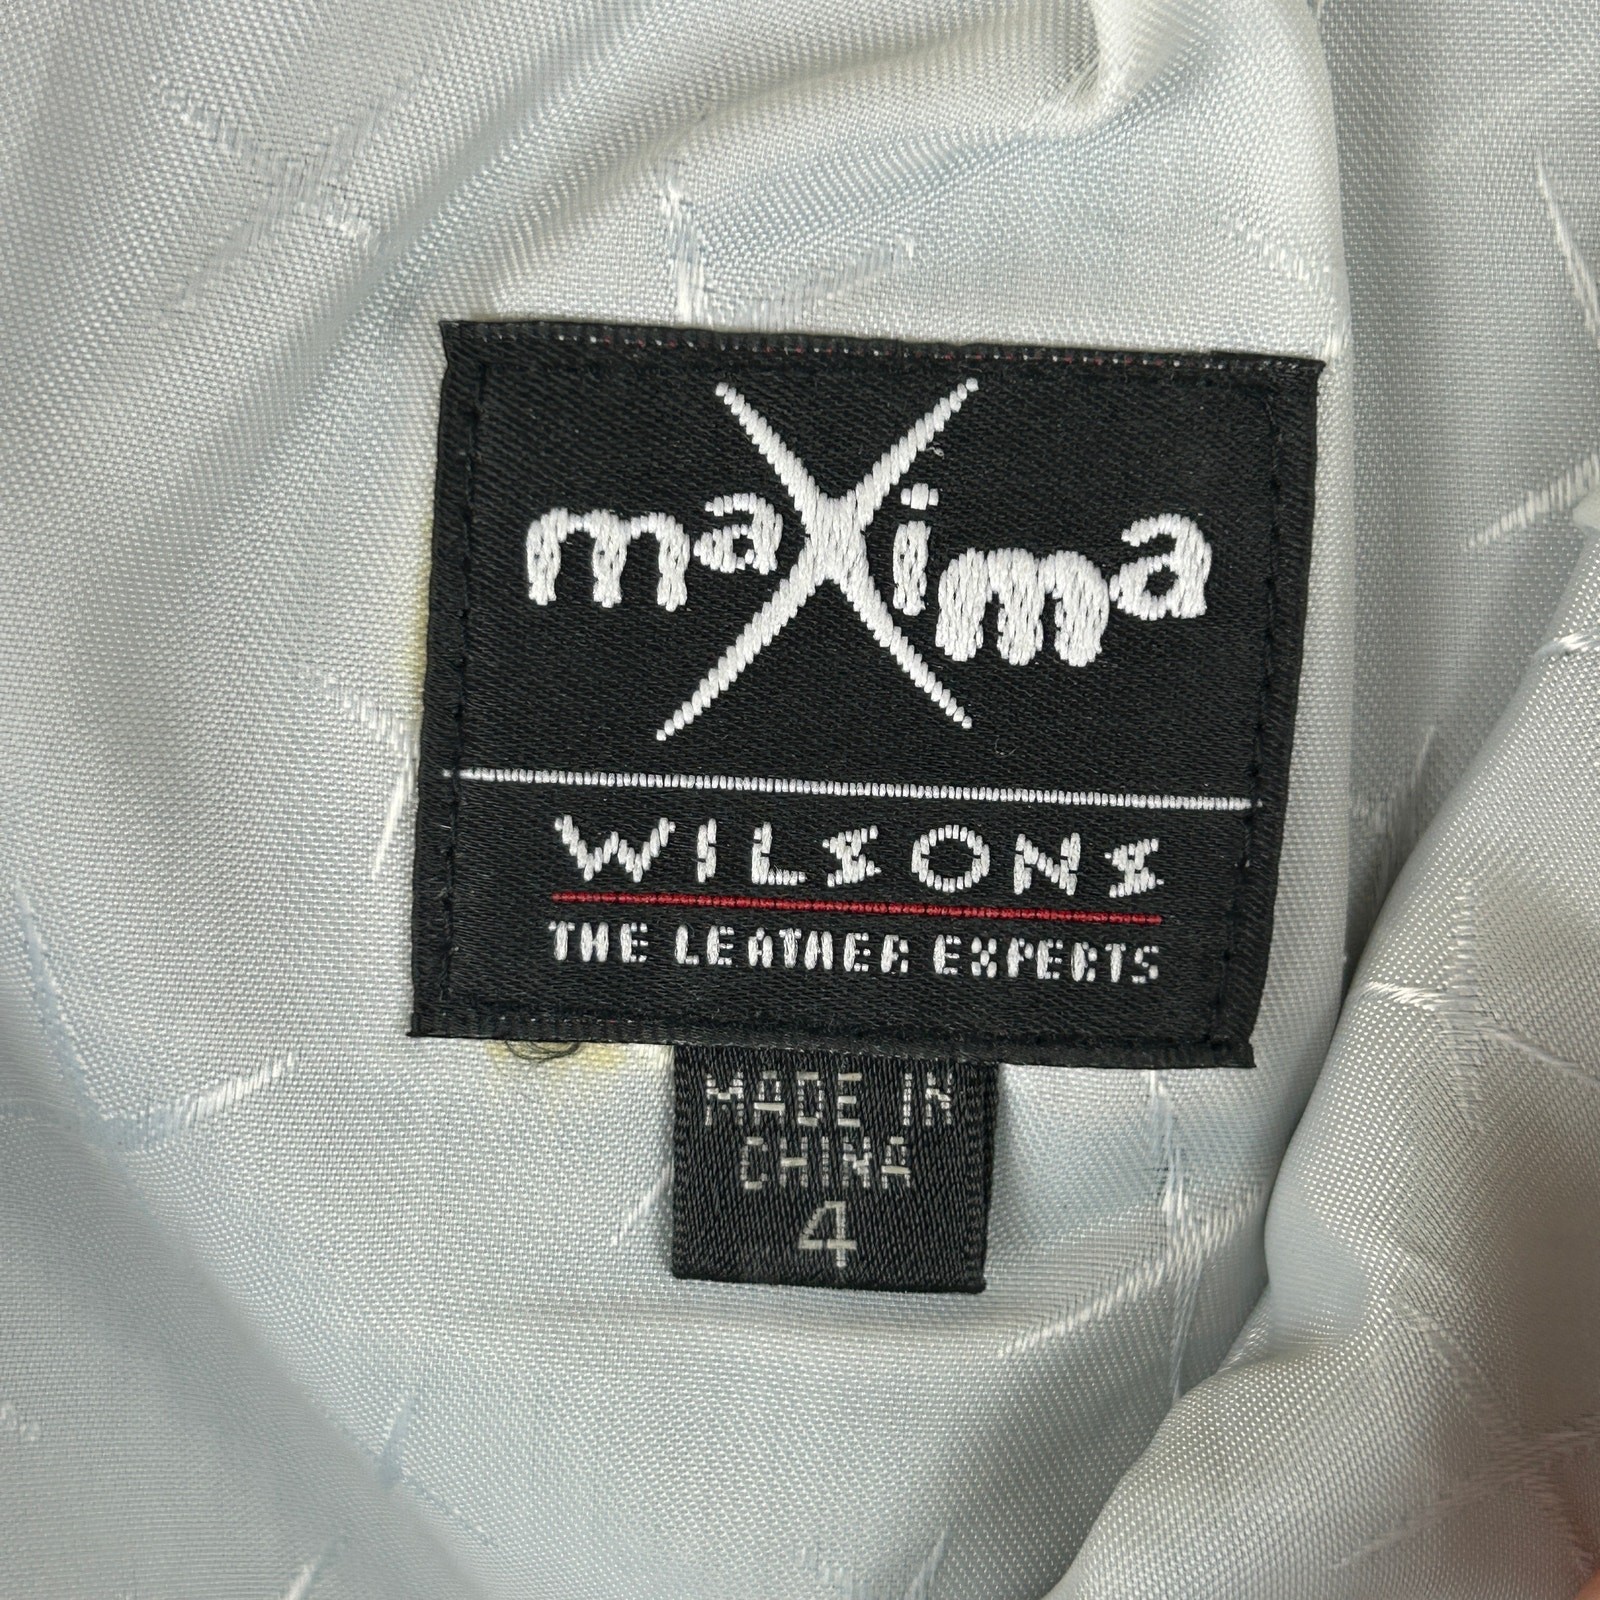 maXima
WILSONS
THE LEATHER EXPERTS
MADE IN
CHINA
4